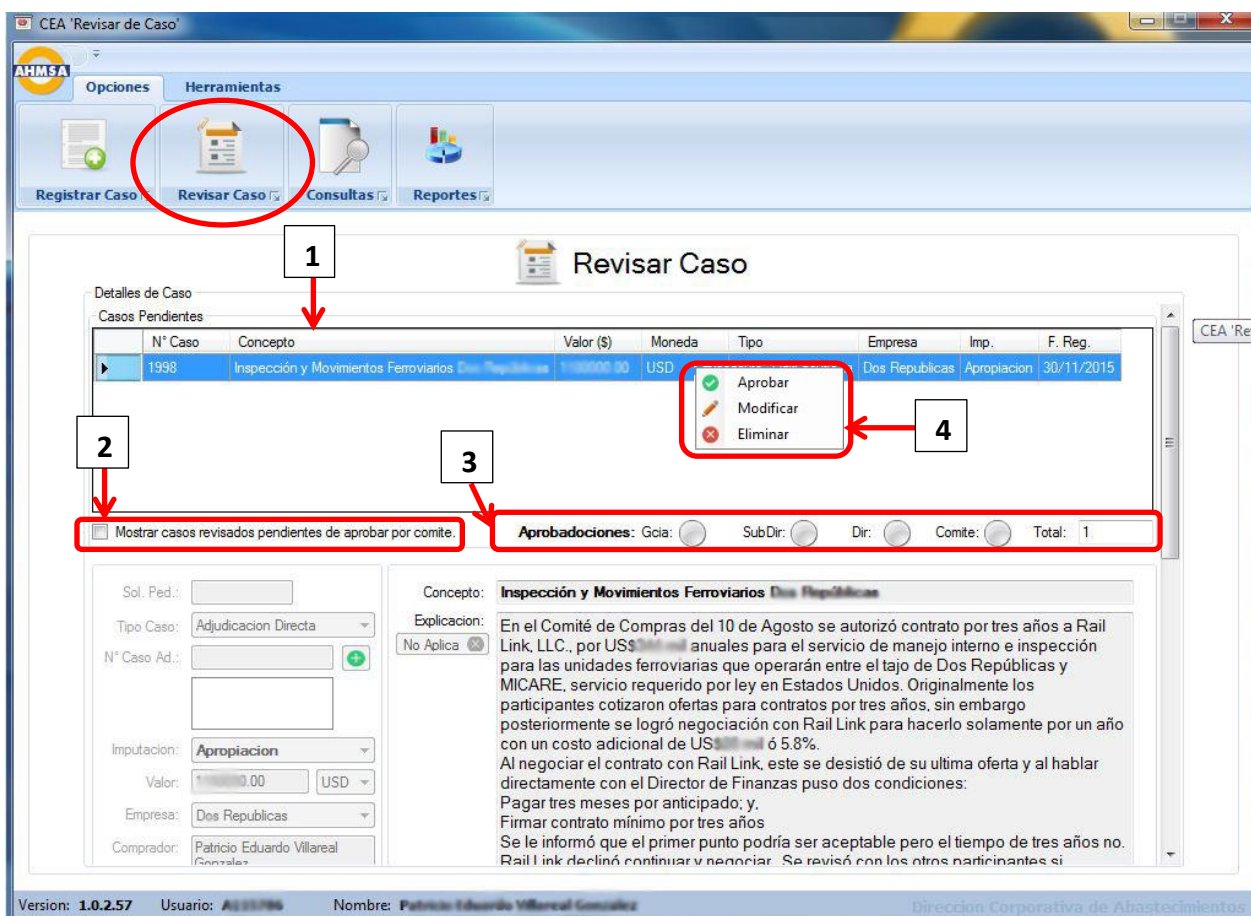 CEA 'Revisar de Caso'
AHMSA
Opciones Herramientas
Registrar Caso Revisar Caso Consultas Reportes
1
Revisar Caso
Detalles de Caso
Casos Pendientes
CEA 'Re
N° Caso Concepto Valor ($) Moneda Tipo Empresa Imp. F. Reg.
1998 Inspección y Movimientos Ferroviarios USD Dos Republicas Apropiacion 30/11/2015
Aprobar
Modificar
Eliminar
4
2
3
Mostrar casos revisados pendientes de aprobar por comite.
Aprobadociones: Gcia: SubDir: Dir: Comite: Total: 1
Sol. Ped.:
Tipo Caso: Adjudicacion Directa
N° Caso Ad.:
Imputacion: Apropiacion
Valor: .00 USD
Empresa: Dos Republicas
Comprador: Patricio Eduardo Villareal
Gonzalez
Concepto: Inspección y Movimientos Ferroviarios
Explicacion:
No Aplica
En el Comité de Compras del 10 de Agosto se autorizó contrato por tres años a Rail
Link, LLC., por US$ anuales para el servicio de manejo interno e inspección
para las unidades ferroviarias que operarán entre el tajo de Dos Repúblicas y
MICARE, servicio requerido por ley en Estados Unidos. Originalmente los
participantes cotizaron ofertas para contratos por tres años, sin embargo
posteriormente se logró negociación con Rail Link para hacerlo solamente por un año
con un costo adicional de US$ ó 5.8%.
Al negociar el contrato con Rail Link, este se desistió de su ultima oferta y al hablar
directamente con el Director de Finanzas puso dos condiciones:
Pagar tres meses por anticipado; y,
Firmar contrato mínimo por tres años
Se le informó que el primer punto podría ser aceptable pero el tiempo de tres años no.
Rail Link declinó continuar y negociar. Se revisó con los otros participantes si
Version: 1.0.2.57 Usuario: Nombre:
Direccion Corporativa de Abastecimientos